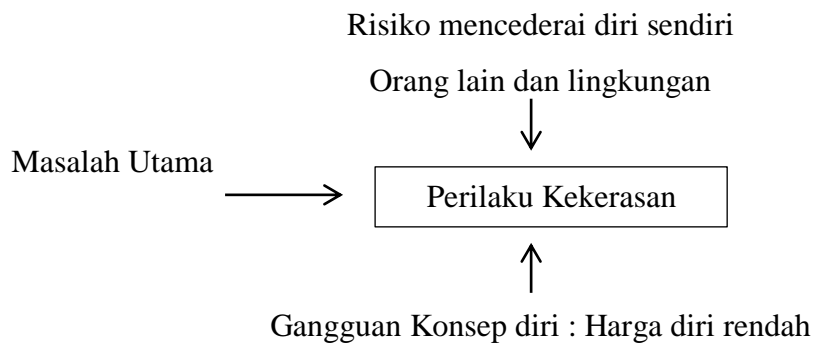 Risiko mencederai diri sendiri
Orang lain dan lingkungan
Masalah Utama
Perilaku Kekerasan
Gangguan Konsep diri : Harga diri rendah